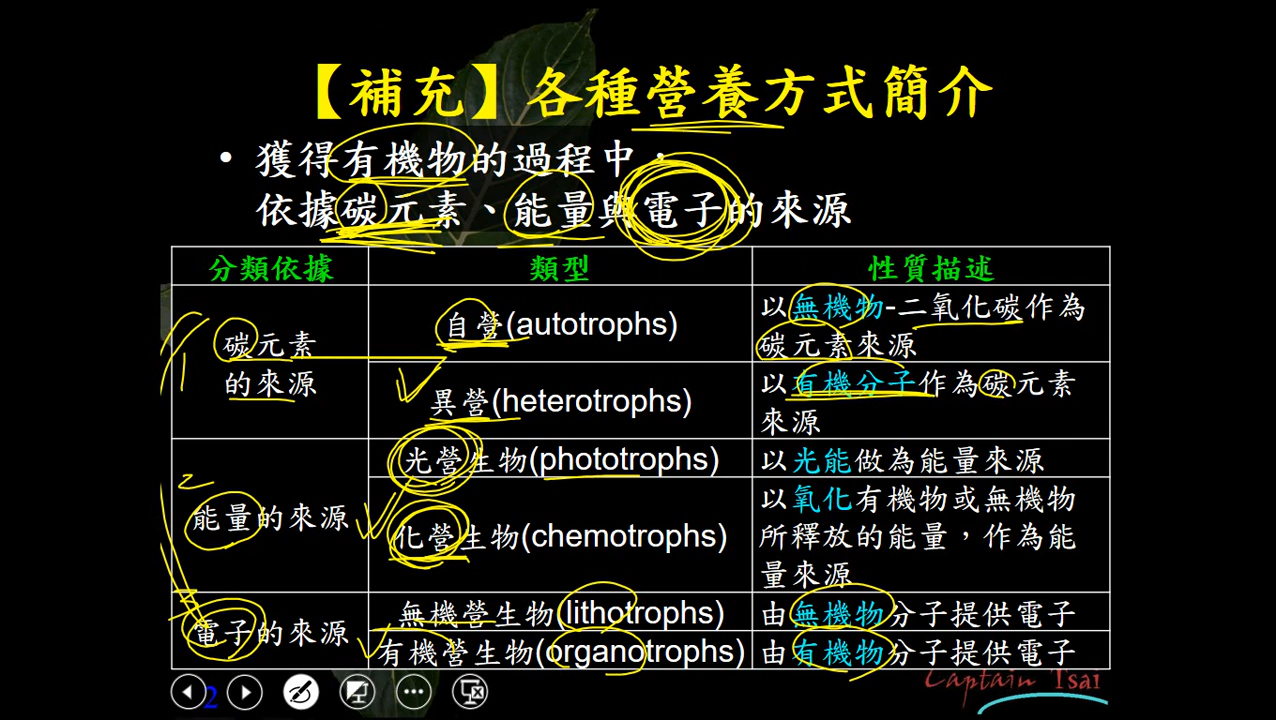 【補充】各種營養方式簡介
• 獲得有機物的過程中，
依據碳元素、能量與電子的來源
分類依據 類型 性質描述
碳元素
的來源
自營(autotrophs)
以無機物-二氧化碳作為
碳元素來源
異營(heterotrophs)
以有機分子作為碳元素
來源
能量的來源
光營生物(phototrophs)
以光能做為能量來源
化營生物(chemotrophs)
以氧化有機物或無機物
所釋放的能量，作為能
量來源
電子的來源
無機營生物(lithotrophs)
由無機物分子提供電子
有機營生物(organotrophs)
由有機物分子提供電子
1
2
2
Captain Tsai